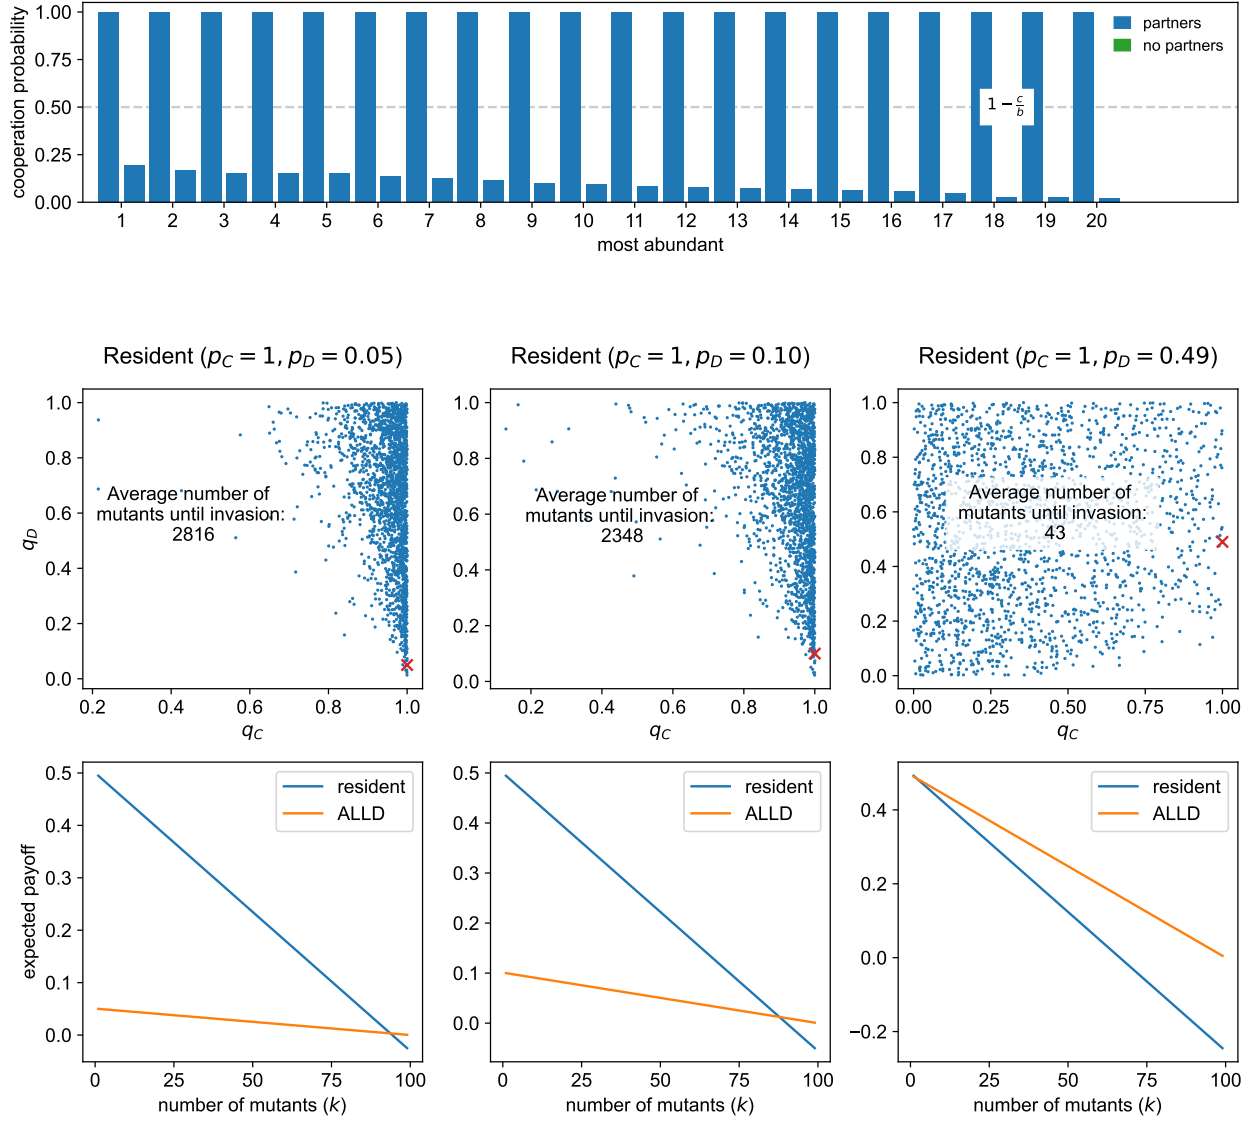 cooperation probability
1.00
0.75
0.50
0.25
0.00
partners
no partners
1 − c/b
1 2 3 4 5 6 7 8 9 10 11 12 13 14 15 16 17 18 19 20
most abundant
Resident (p_C = 1, p_D = 0.05)
q_D
1.0
0.8
0.6
0.4
0.2
0.0
Average number of
mutants until invasion:
2816
0.2 0.4 0.6 0.8 1.0
q_C
Resident (p_C = 1, p_D = 0.10)
1.0
0.8
0.6
0.4
0.2
0.0
Average number of
mutants until invasion:
2348
0.2 0.4 0.6 0.8 1.0
q_C
Resident (p_C = 1, p_D = 0.49)
1.0
0.8
0.6
0.4
0.2
0.0
Average number of
mutants until invasion:
43
0.00 0.25 0.50 0.75 1.00
q_C
expected payoff
0.5
0.4
0.3
0.2
0.1
0.0
resident
ALLD
0 25 50 75 100
number of mutants (k)
0.5
0.4
0.3
0.2
0.1
0.0
resident
ALLD
0 25 50 75 100
number of mutants (k)
0.4
0.2
0.0
−0.2
resident
ALLD
0 25 50 75 100
number of mutants (k)